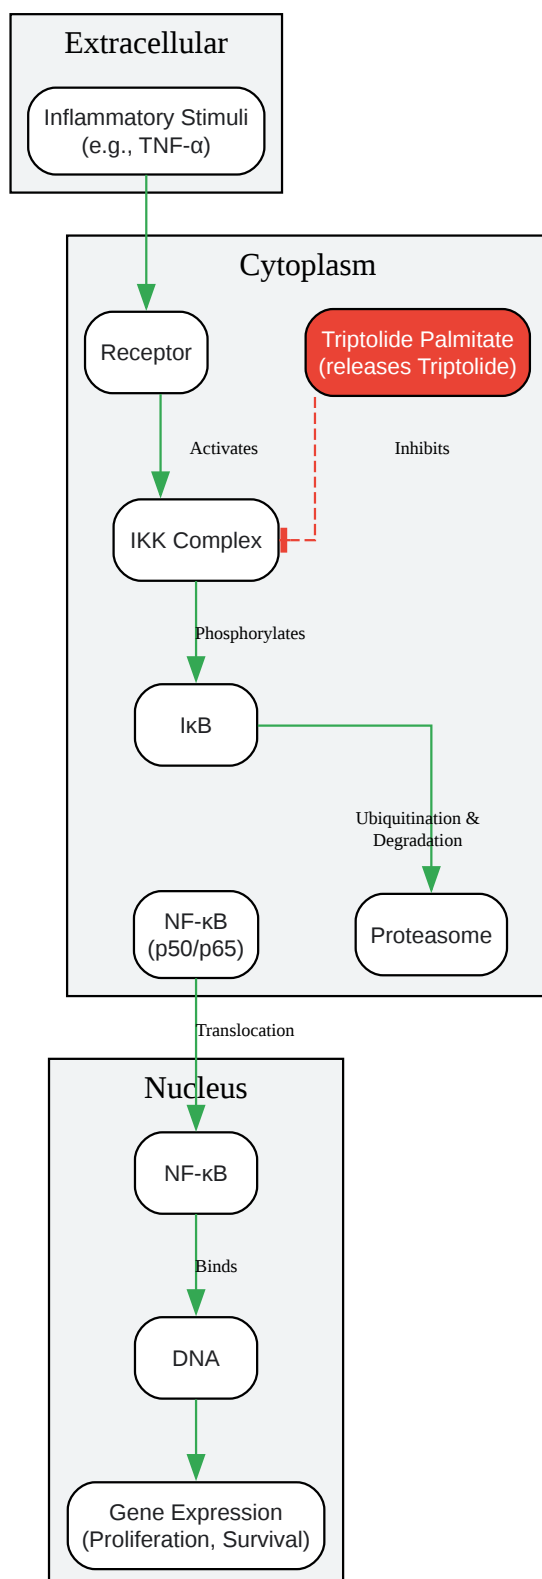 Extracellular
Inflammatory Stimuli
(e.g., TNF-α)
Cytoplasm
Receptor
Triptolide Palmitate
(releases Triptolide)
Activates
Inhibits
IKK Complex
Phosphorylates
IκB
Ubiquitination &
Degradation
NF-κB
(p50/p65)
Proteasome
Translocation
Nucleus
NF-κB
Binds
DNA
Gene Expression
(Proliferation, Survival)